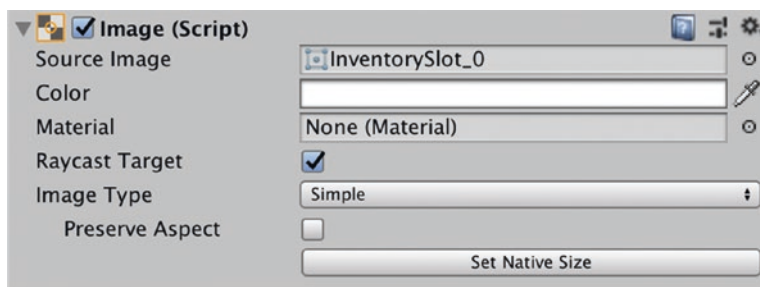 Image (Script)
Source Image InventorySlot_0
Color
Material None (Material)
Raycast Target
Image Type Simple
Preserve Aspect
Set Native Size